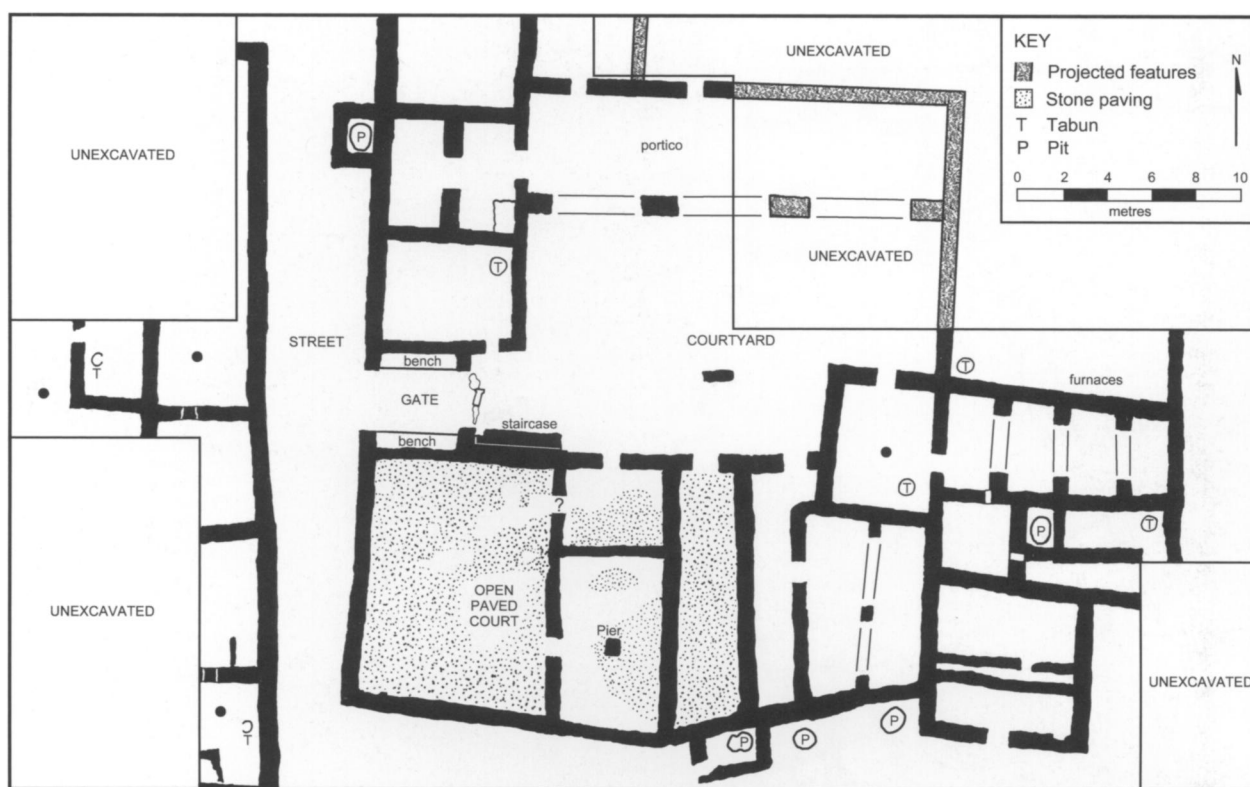 UNEXCAVATED
UNEXCAVATED
KEY
Projected features
Stone paving
T Tabun
P Pit
0 2 4 6 8 10
metres
N
P
portico
UNEXCAVATED
T
STREET
COURTYARD
bench
T
T
furnaces
GATE
staircase
bench
T
?
P
T
UNEXCAVATED
OPEN
PAVED
COURT
Pier
UNEXCAVATED
P
P
P
T